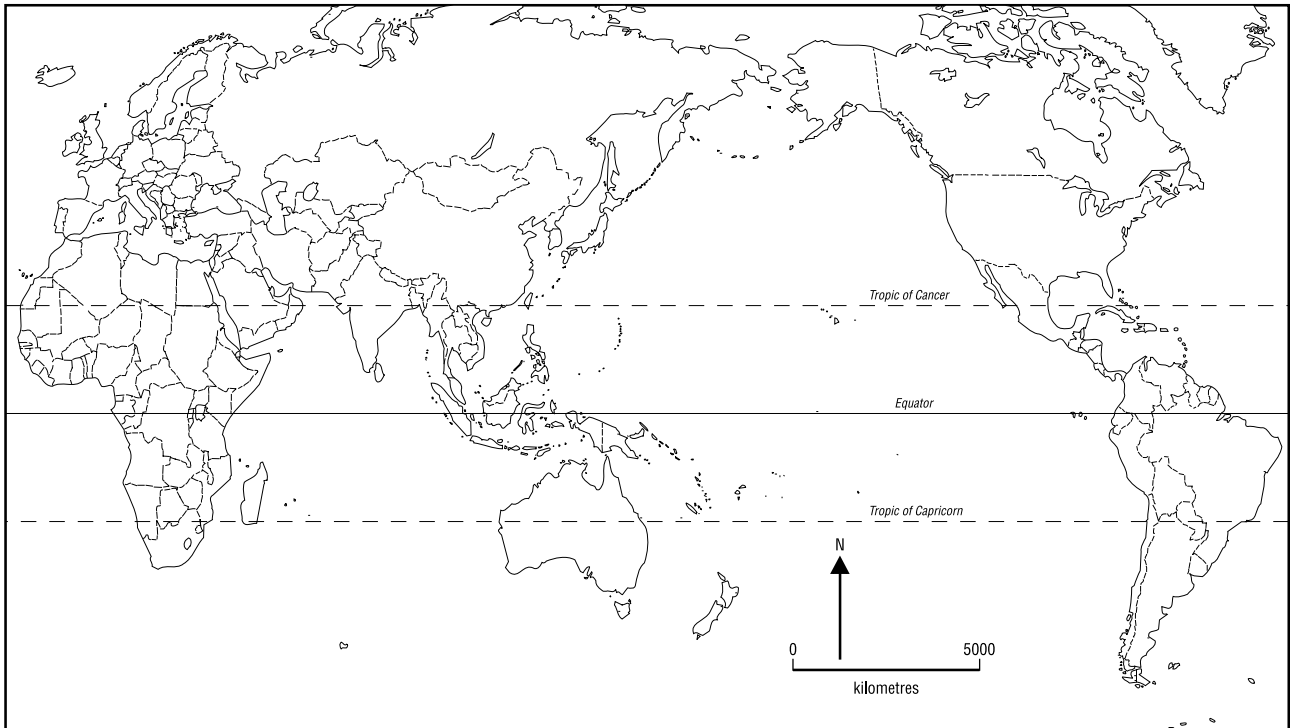 Tropic of Cancer
Equator
Tropic of Capricorn
N
0 5000
kilometres